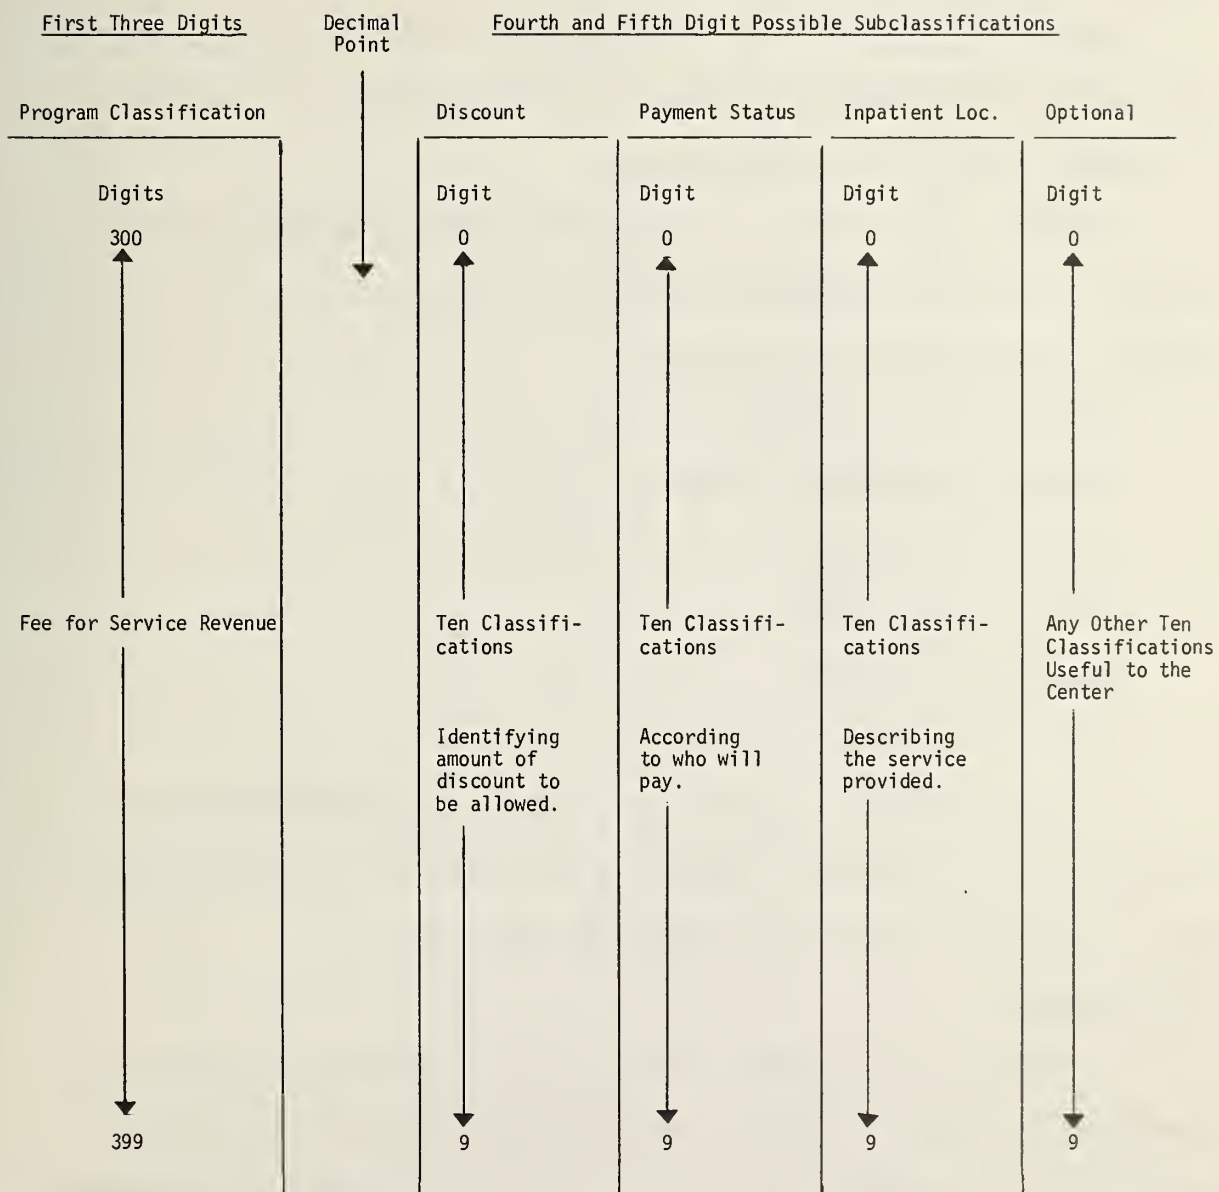 First Three Digits
Decimal
Point
Fourth and Fifth Digit Possible Subclassifications
Program Classification
Discount
Payment Status
Inpatient Loc.
Optional
Digits
Digit
Digit
Digit
Digit
300
0
0
0
0
Fee for Service Revenue
Ten Classifi-
cations
Ten Classifi-
cations
Ten Classifi-
cations
Any Other Ten
Classifications
Useful to the
Center
Identifying
amount of
discount to
be allowed.
According
to who will
pay.
Describing
the service
provided.
399
9
9
9
9